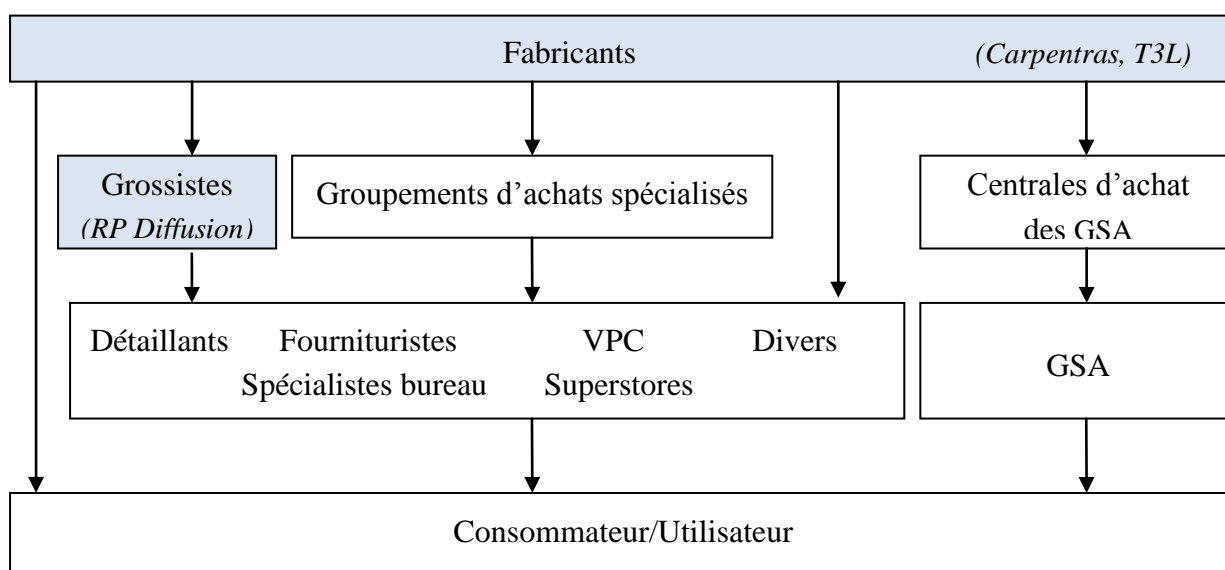 Fabricants (Carpentras, T3L)
Grossistes
(RP Diffusion)
Groupements d’achats spécialisés
Centrales d’achat
des GSA
Détaillants Fournituristes VPC Divers
Spécialistes bureau Superstores
GSA
Consommateur/Utilisateur